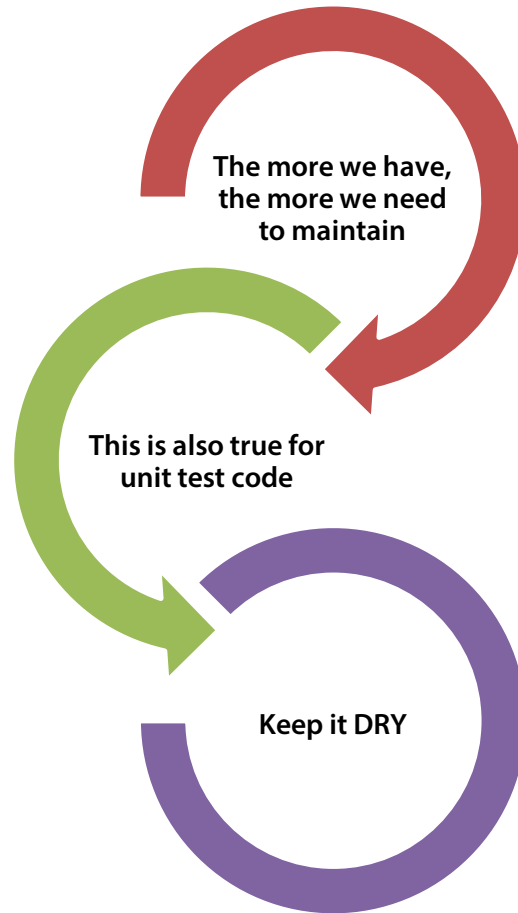 The more we have,
the more we need
to maintain
This is also true for
unit test code
Keep it DRY